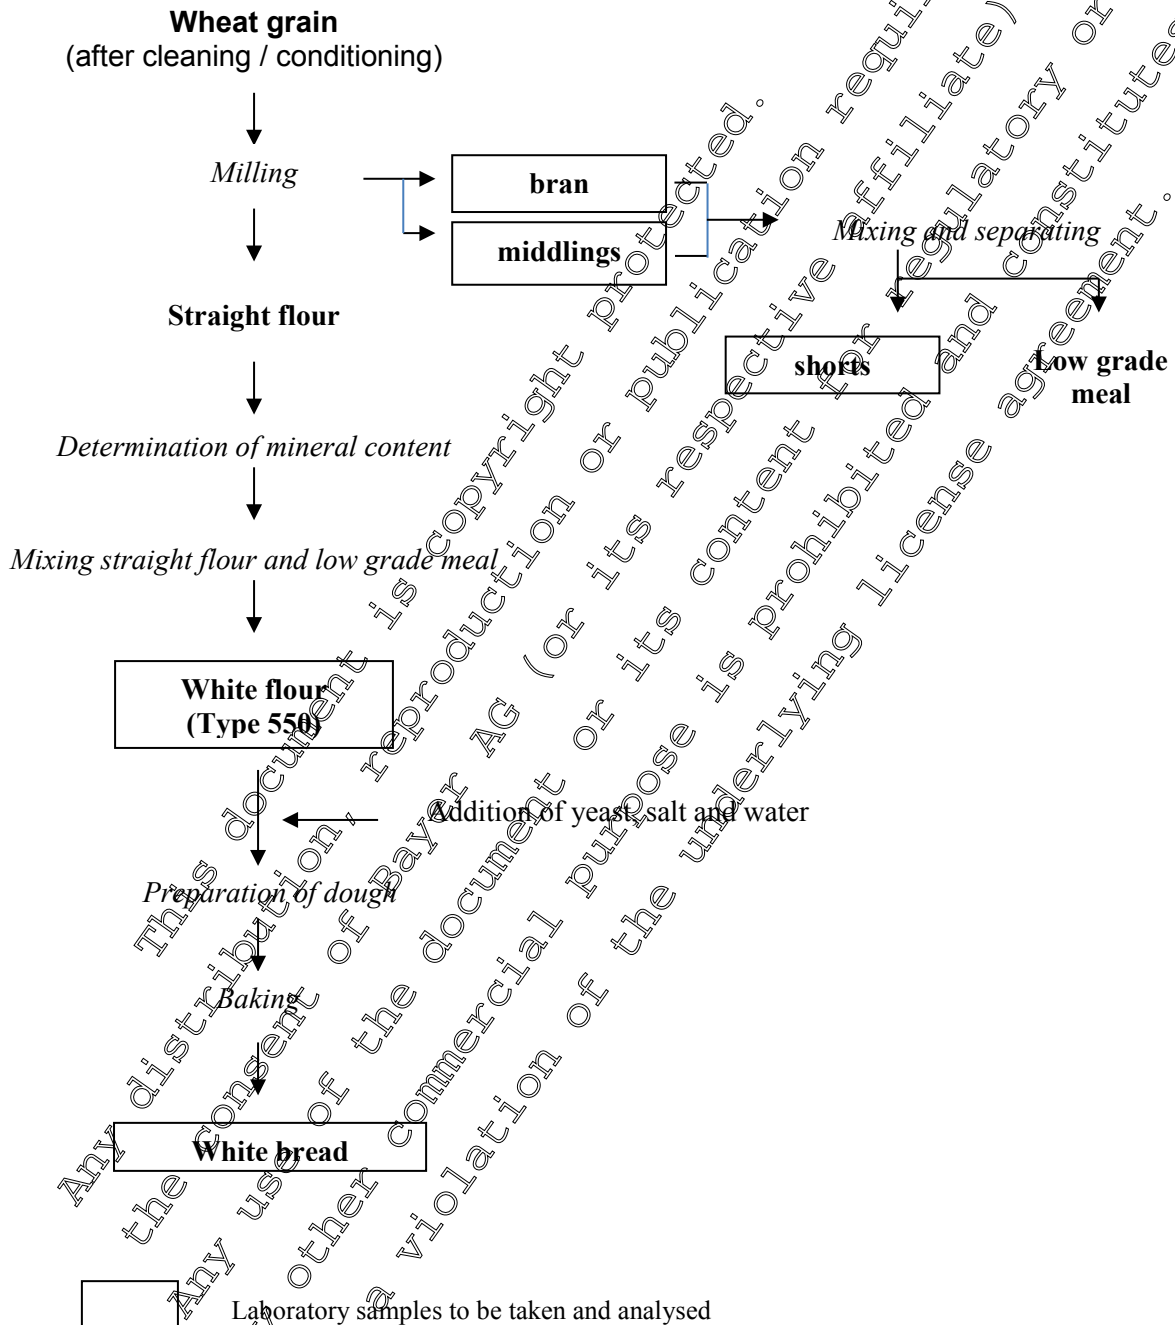 Wheat grain
(after cleaning / conditioning)
Milling
bran
middlings
Mixing and separating
Straight flour
shorts
Low grade
meal
Determination of mineral content
Mixing straight flour and low grade meal
White flour
(Type 550)
Addition of yeast, salt and water
Preparation of dough
Baking
White bread
Laboratory samples to be taken and analysed
This document is copyright protected.
Any distribution, reproduction or publication
the consent of Bayer AG (or its respective affiliate)
Any use of the document or its content for regulatory or
other commercial purpose is prohibited and constitutes
a violation of the underlying license agreement.